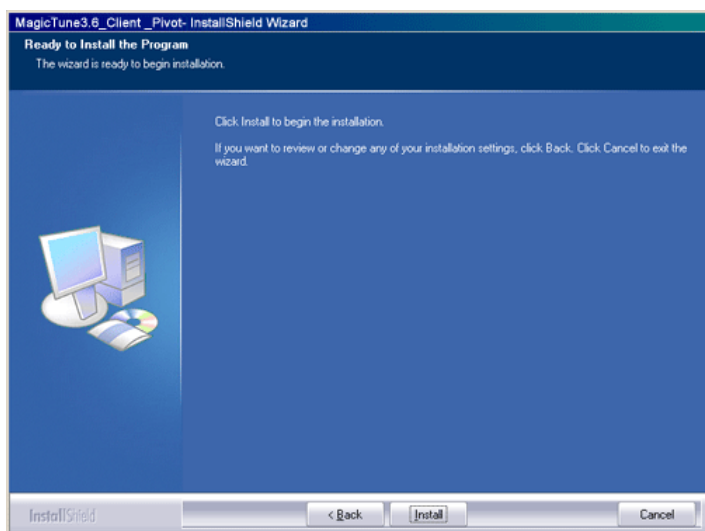 MagicTune3.6_Client _Pivot- InstallShield Wizard
Ready to Install the Program
The wizard is ready to begin installation.
Click Install to begin the installation.
If you want to review or change any of your installation settings, click Back. Click Cancel to exit the
wizard.
InstallShield
< Back
Install
Cancel